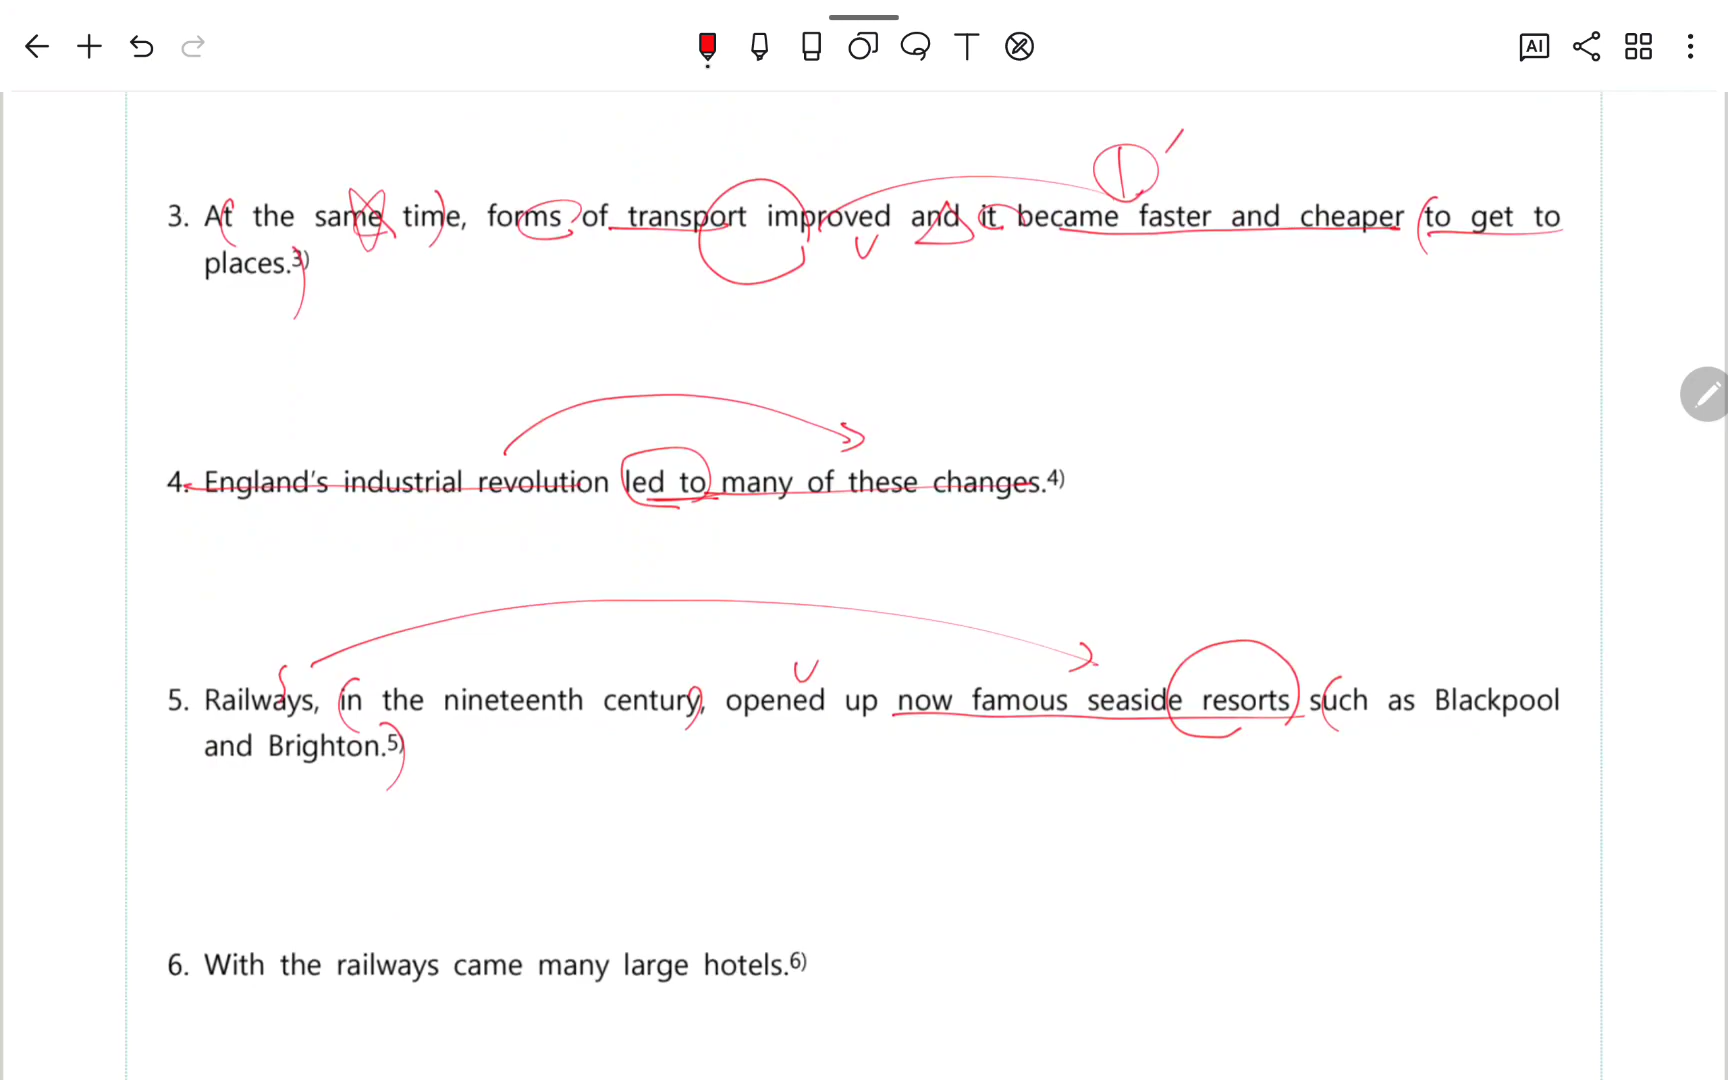 AI
3. At the same time, forms of transport improved and it became faster and cheaper to get to
places.3)
4. England's industrial revolution led to many of these changes.4)
5. Railways, in the nineteenth century, opened up now famous seaside resorts such as Blackpool
and Brighton.5)
6. With the railways came many large hotels.6)